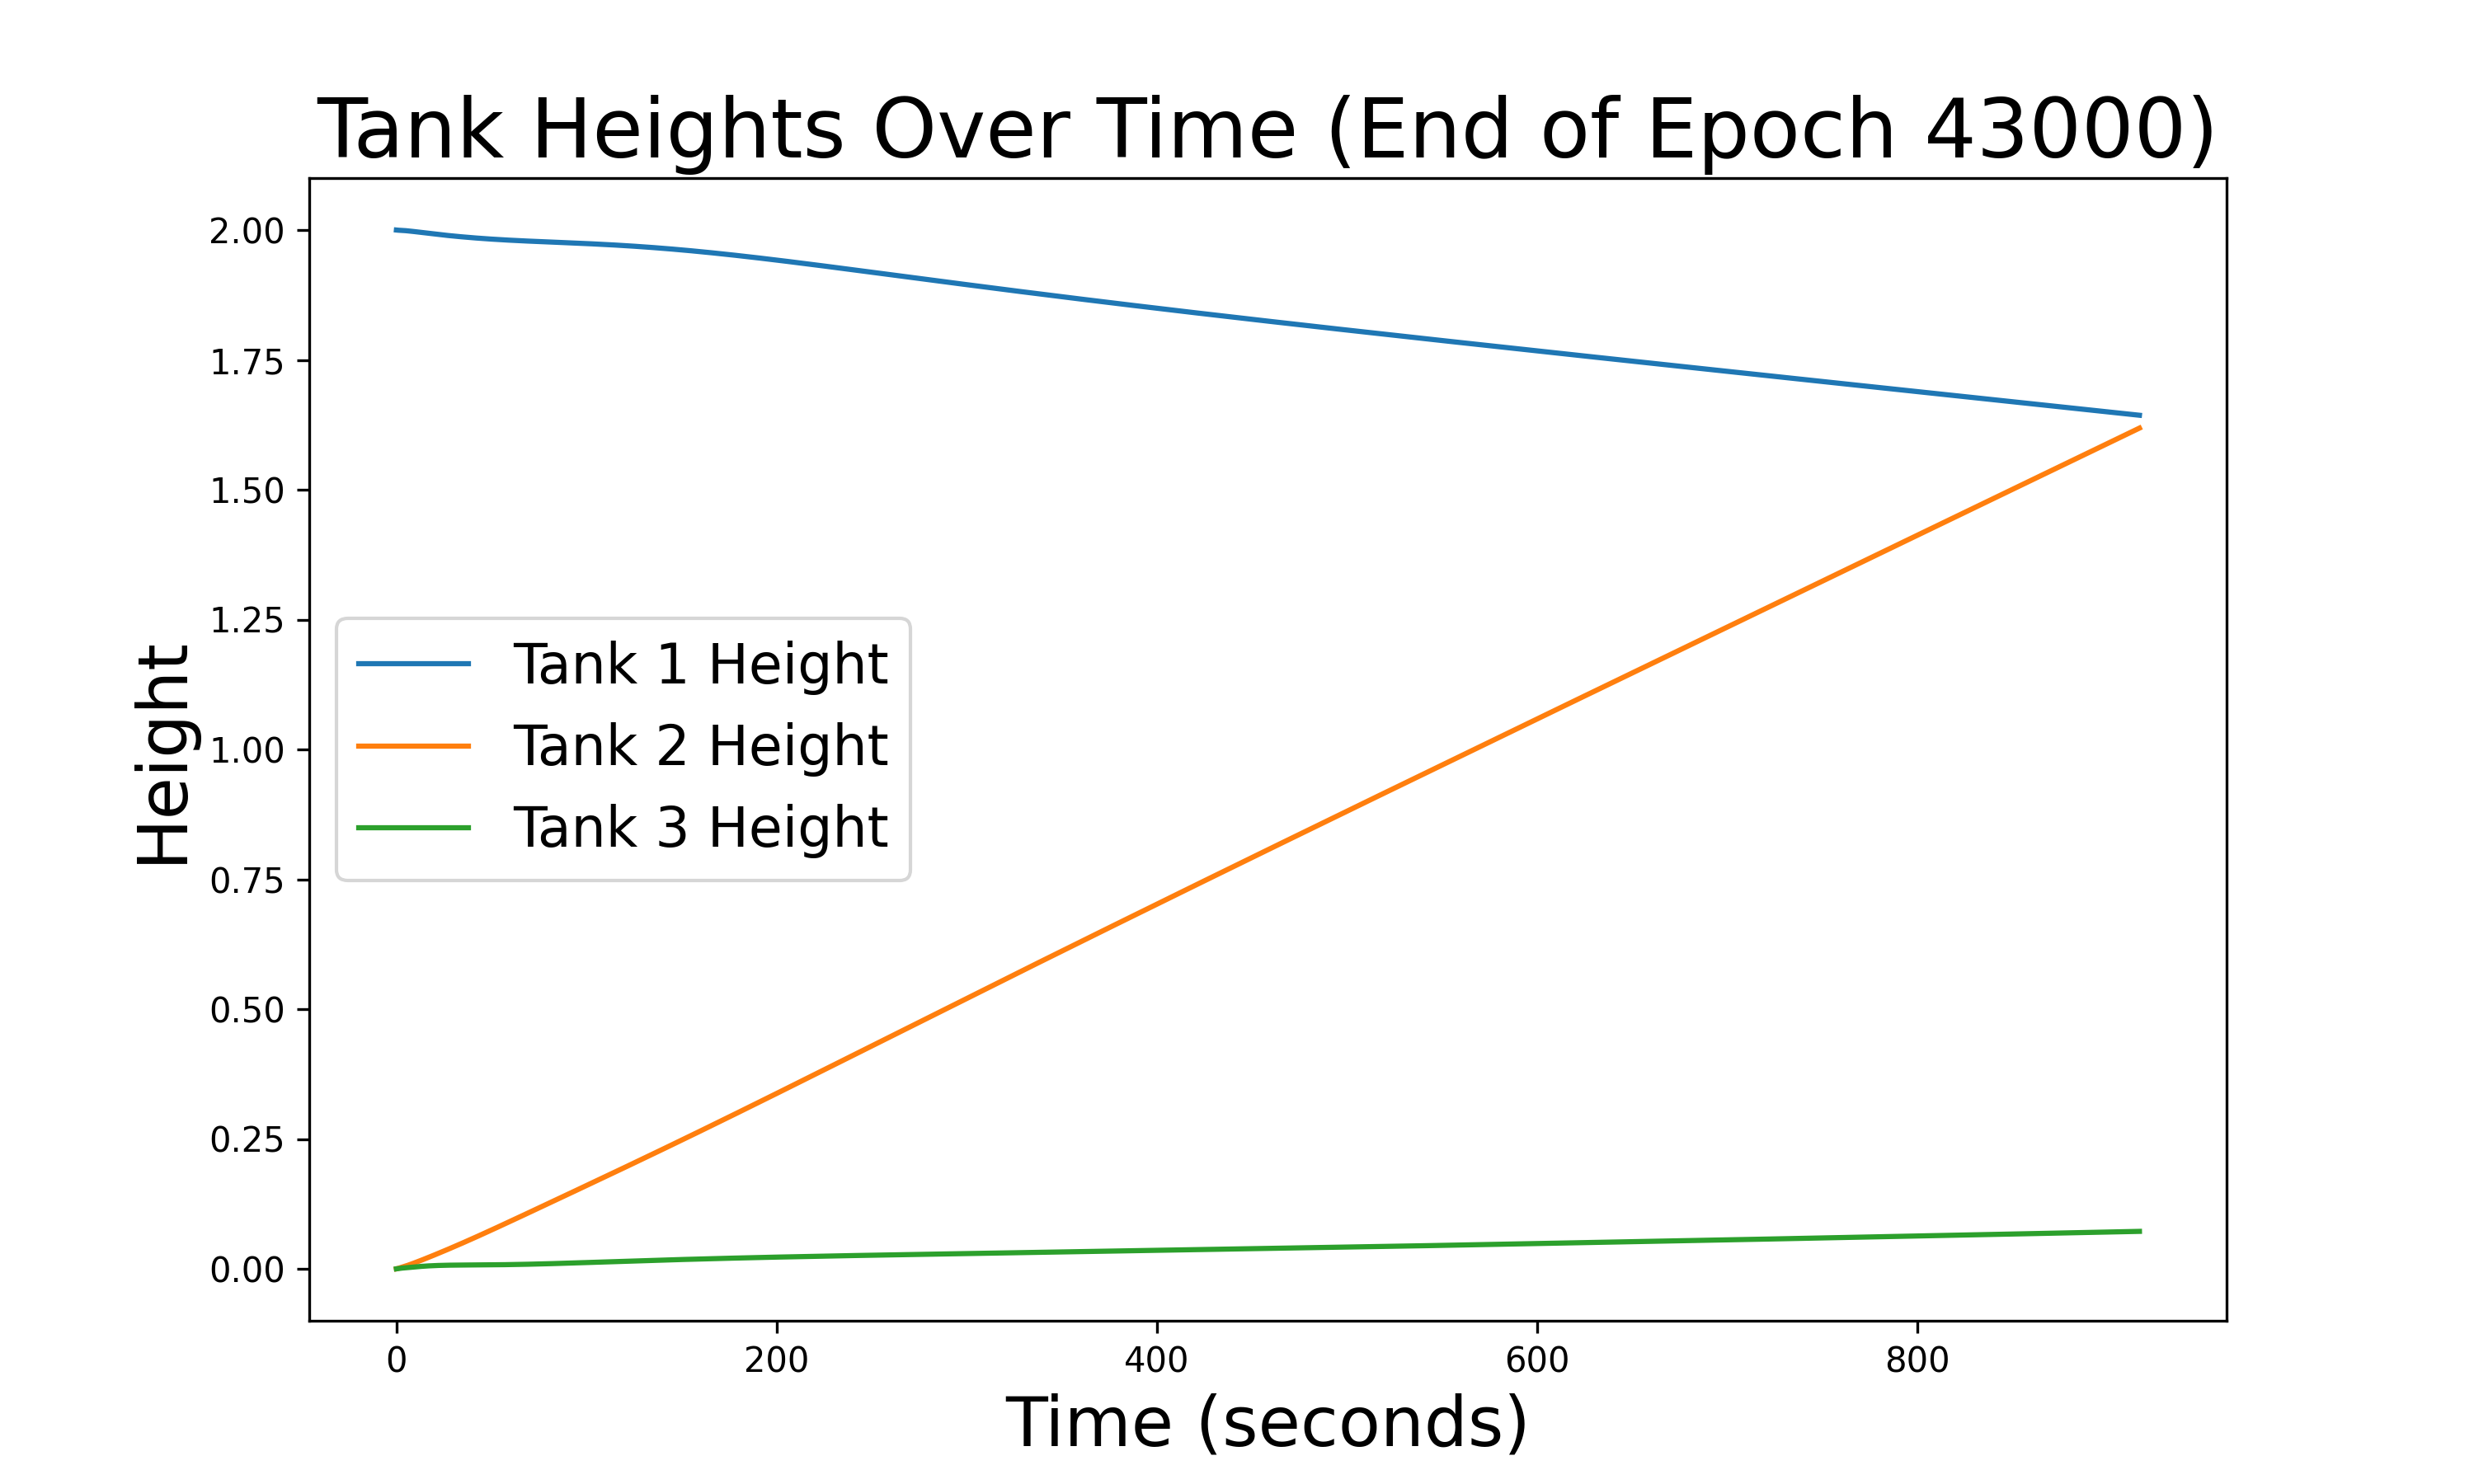 Tank Heights Over Time (End of Epoch 43000)
Height
2.00
1.75
1.50
1.25
1.00
0.75
0.50
0.25
0.00
Tank 1 Height
Tank 2 Height
Tank 3 Height
0 200 400 600 800
Time (seconds)